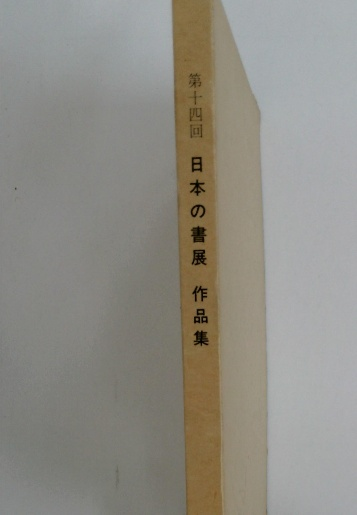 第十四回 日本の書展 作品集